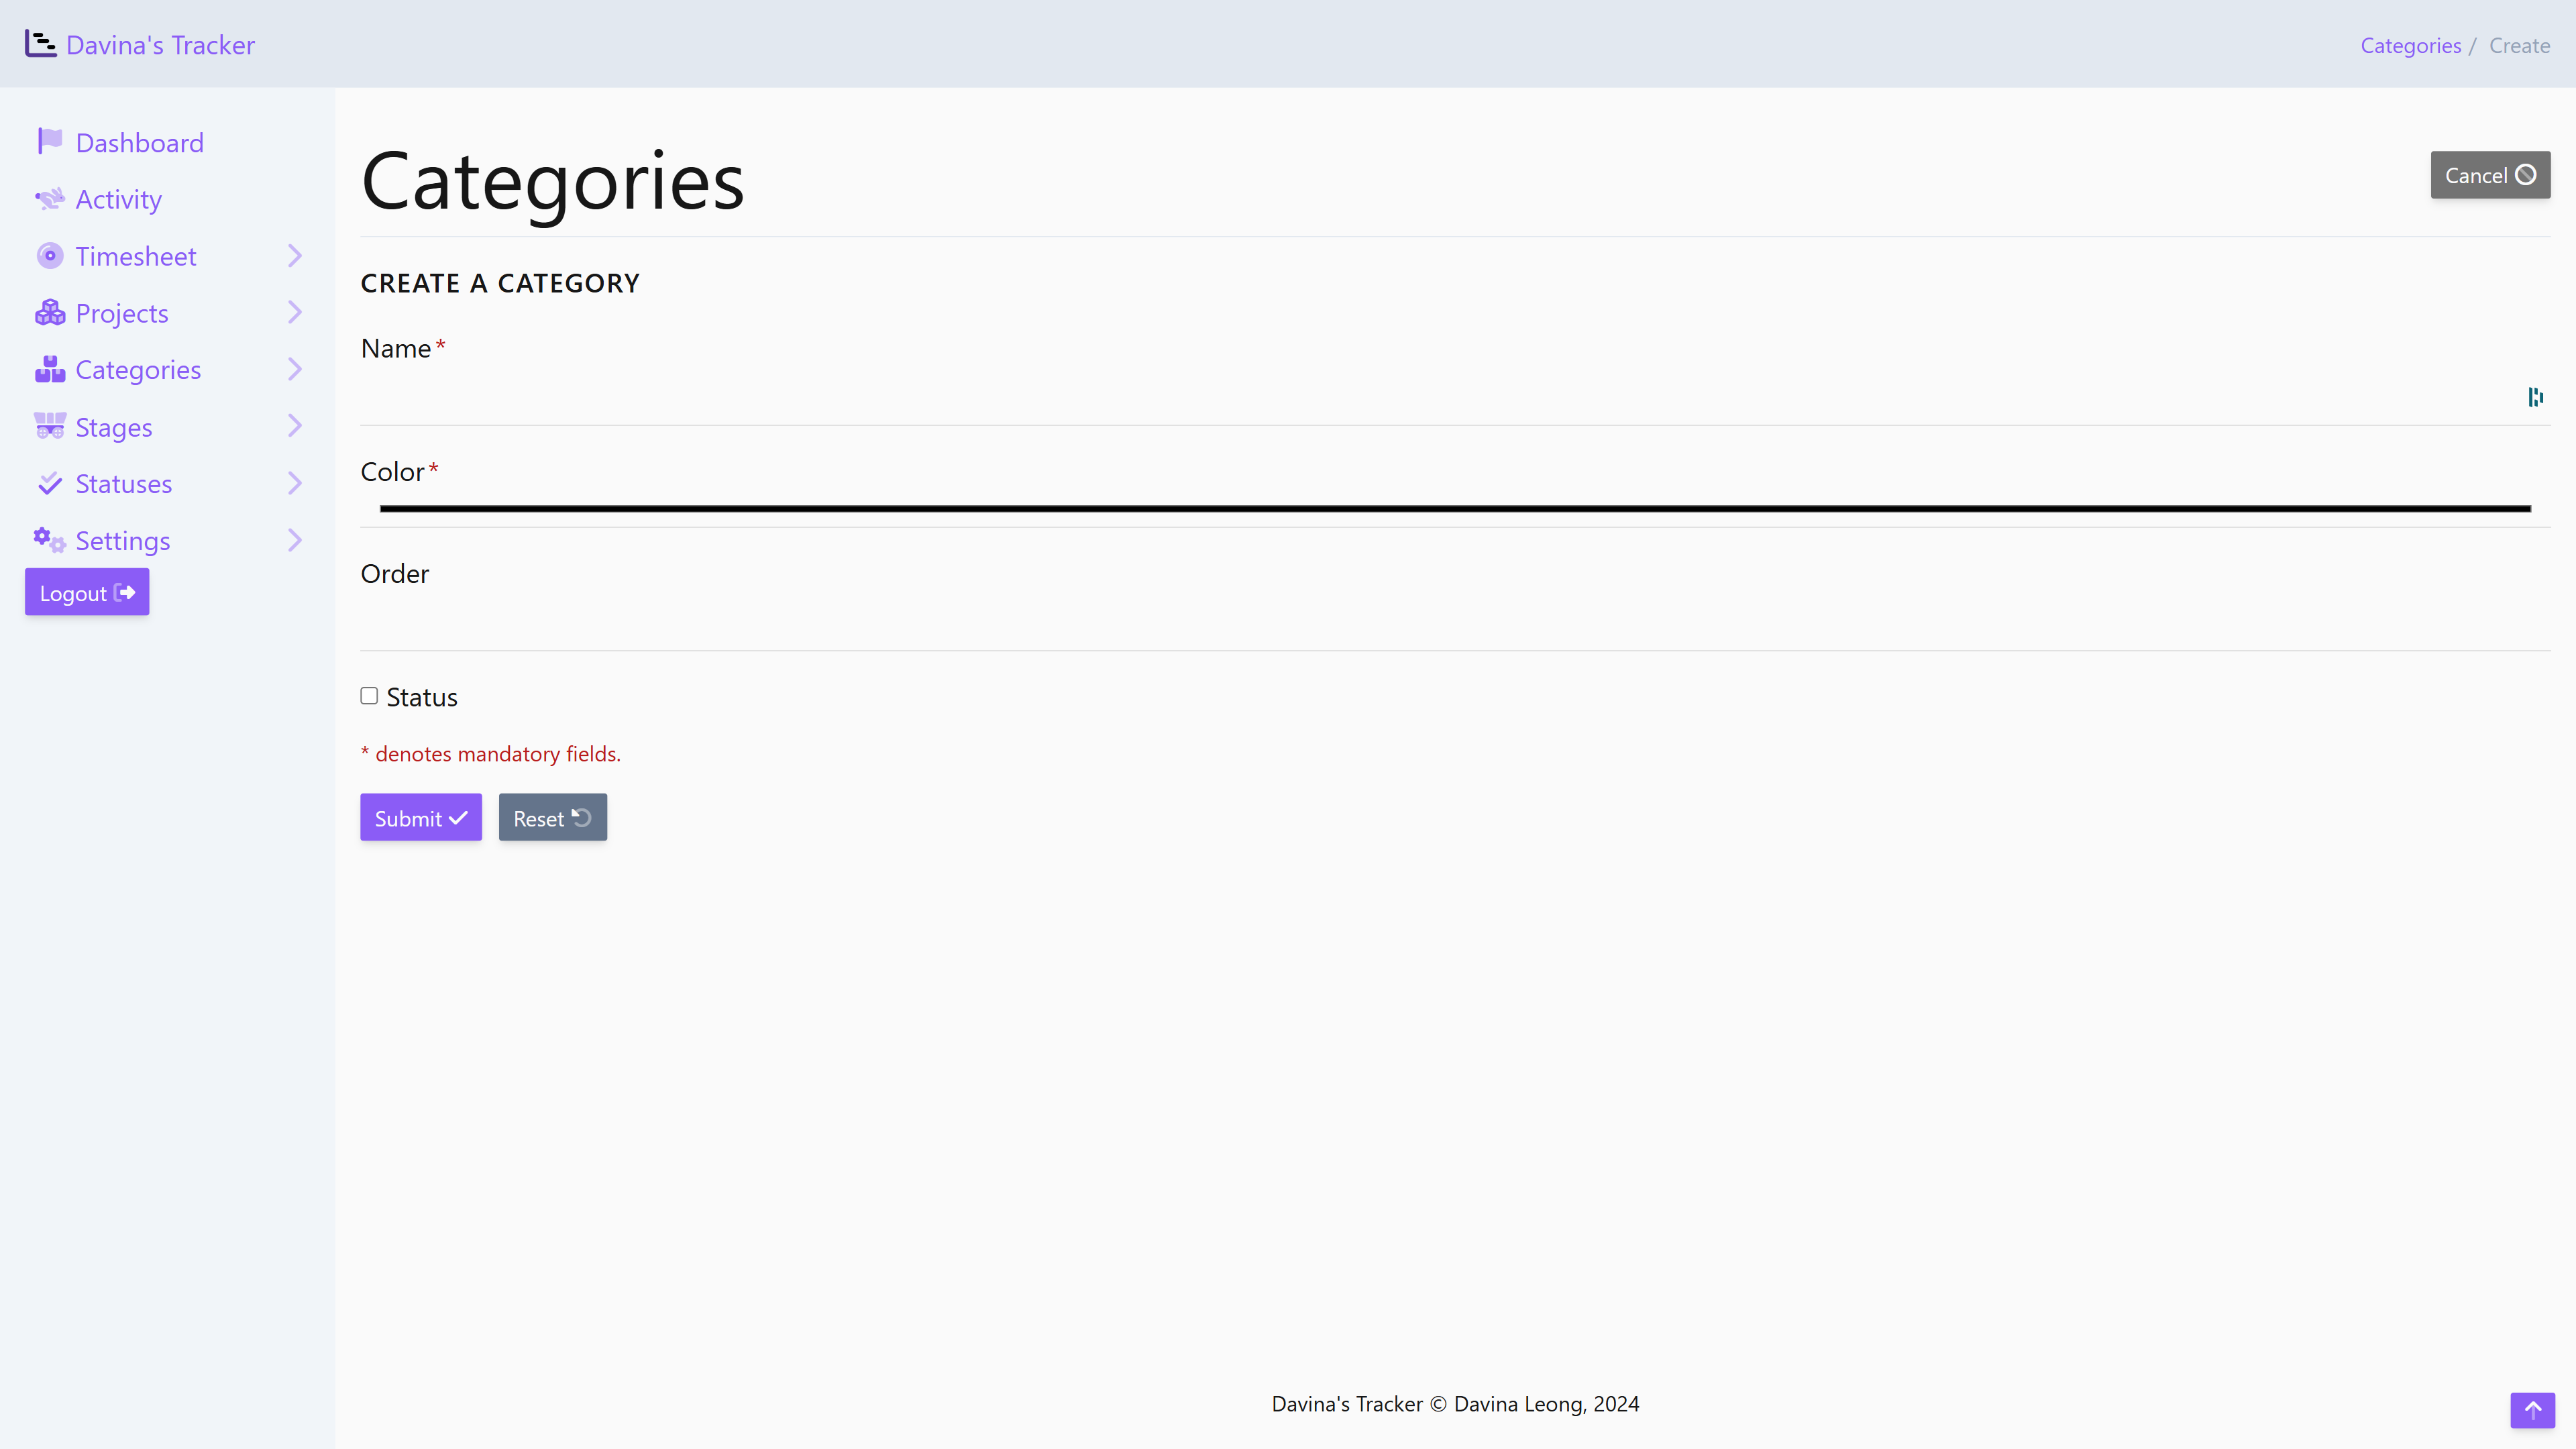 Davina's Tracker
Categories / Create
Dashboard
Activity
Timesheet
Projects
Categories
Stages
Statuses
Settings
Logout
Categories
Cancel
CREATE A CATEGORY
Name *
Color *
Order
Status
* denotes mandatory fields.
Submit
Reset
Davina's Tracker © Davina Leong, 2024